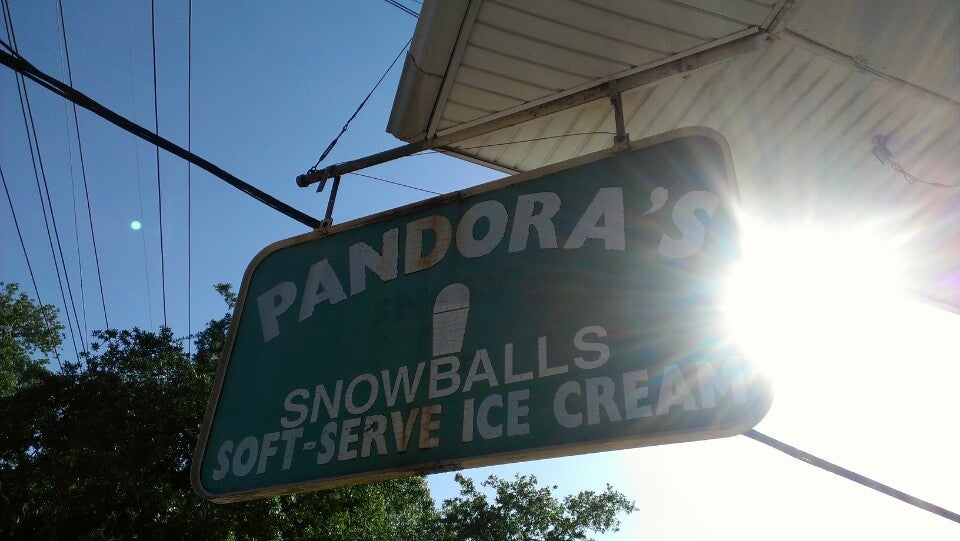 PANDORA'S
SNOWBALLS
SOFT-SERVE ICE CREAM